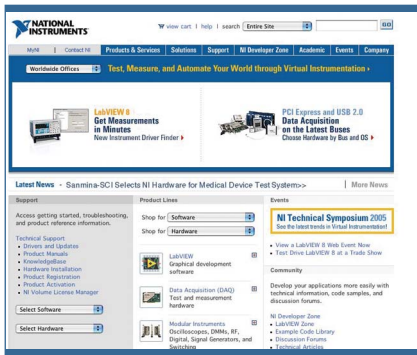 NATIONAL
INSTRUMENTS
view cart | help | search Entire Site GO
MyNI | Contact NI Products & Services Solutions Support NI Developer Zone Academic Events Company
Worldwide Offices Test, Measure, and Automate Your World through Virtual Instrumentation ›
LabVIEW 8
Get Measurements
in Minutes
New Instrument Driver Finder
PCI Express and USB 2.0
Data Acquisition
on the Latest Buses
Choose Hardware by Bus and OS
Latest News • Sanmina-SCI Selects NI Hardware for Medical Device Test System>> | More News
Support
Access getting started, troubleshooting,
and product reference information.
Technical Support
• Drivers and Updates
• Product Manuals
• KnowledgeBase
• Hardware Installation
• Product Registration
• Product Activation
• NI Volume License Manager
Select Software
Select Hardware
Product Lines
Shop for Software
Shop for Hardware
LabVIEW
Graphical development
software
Data Acquisition (DAQ)
Test and measurement
hardware
Modular Instruments
Oscilloscopes, DMMs, RF,
Digital, Signal Generators, and
Switching
Events
NI Technical Symposium 2005
See the latest trends in Virtual Instrumentation!
• View a LabVIEW 8 Web Event Now
• Test Drive LabVIEW 8 at a Trade Show
Community
Develop your applications more easily with
technical information, code samples, and
discussion forums.
NI Developer Zone
• LabVIEW Zone
• Example Code Library
• Discussion Forums
• Technical Articles